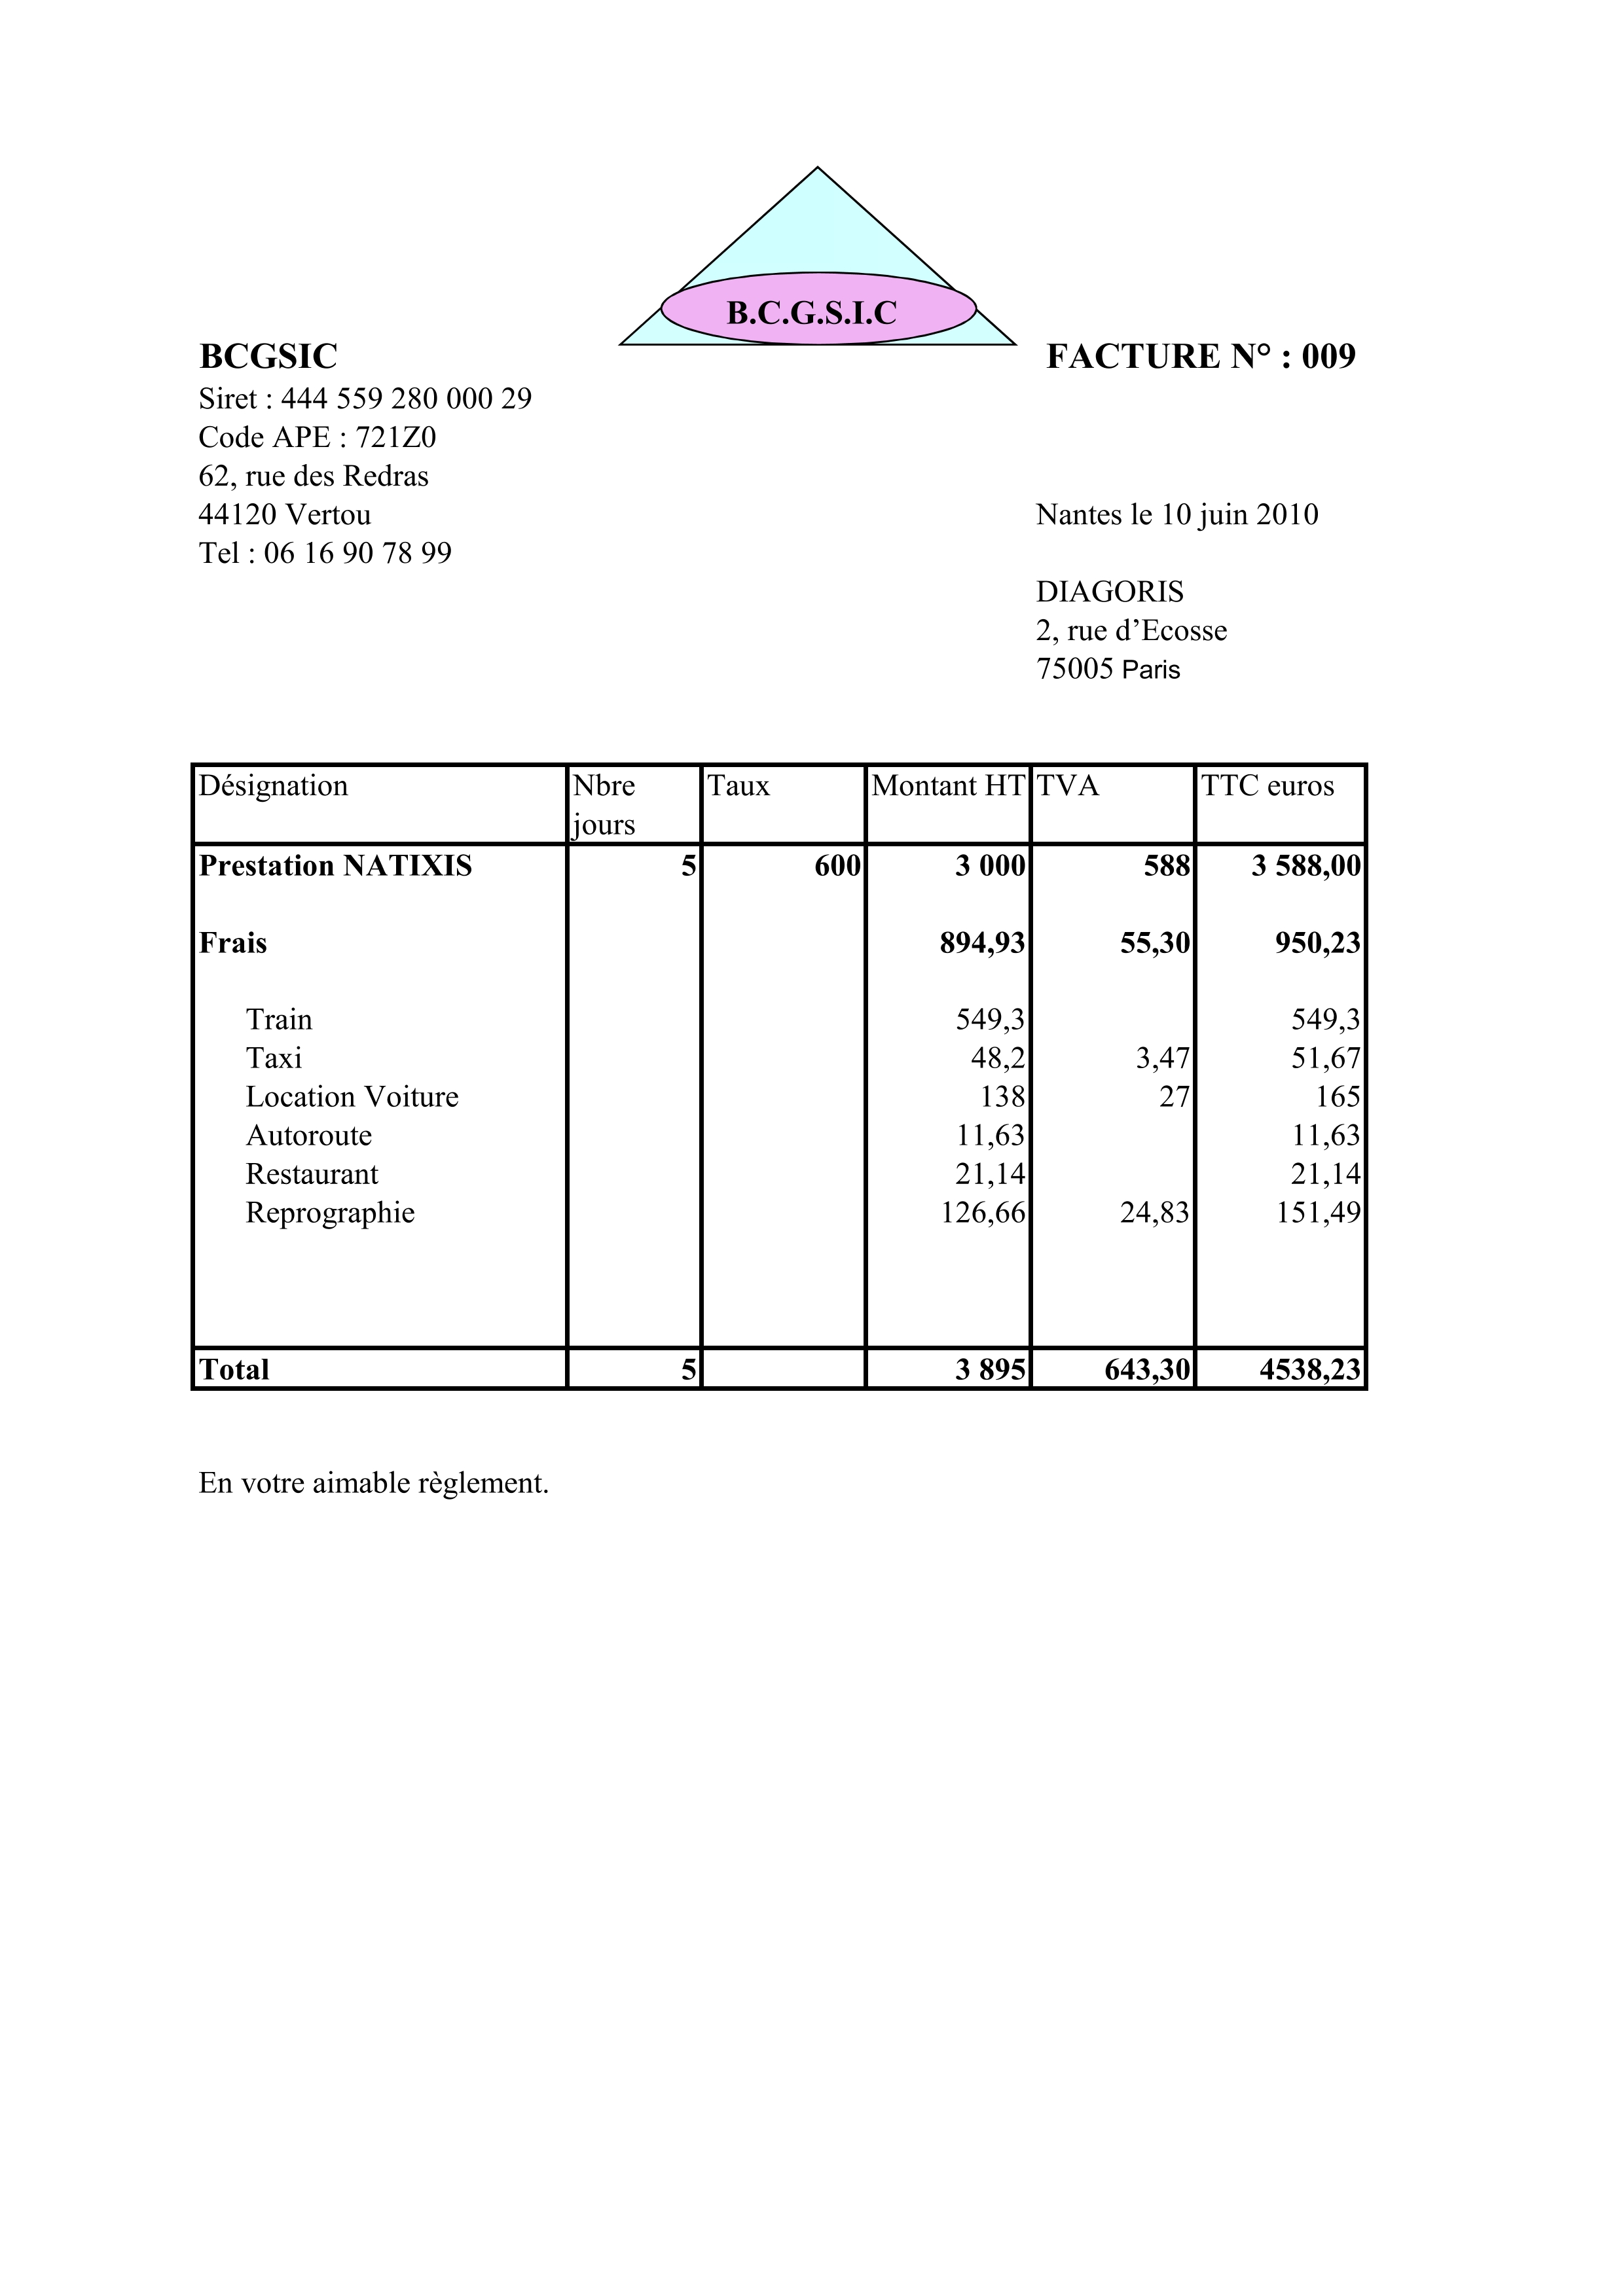 B.C.G.S.I.C
BCGSIC
FACTURE N° : 009
Siret : 444 559 280 000 29
Code APE : 721Z0
62, rue des Redras
44120 Vertou
Nantes le 10 juin 2010
Tel : 06 16 90 78 99
DIAGORIS
2, rue d’Ecosse
75005 Paris
Désignation Nbre jours Taux Montant HT TVA TTC euros
Prestation NATIXIS 5 600 3 000 588 3 588,00
Frais 894,93 55,30 950,23
Train 549,3 549,3
Taxi 48,2 3,47 51,67
Location Voiture 138 27 165
Autoroute 11,63 11,63
Restaurant 21,14 21,14
Reprographie 126,66 24,83 151,49
Total 5 3 895 643,30 4538,23
En votre aimable règlement.